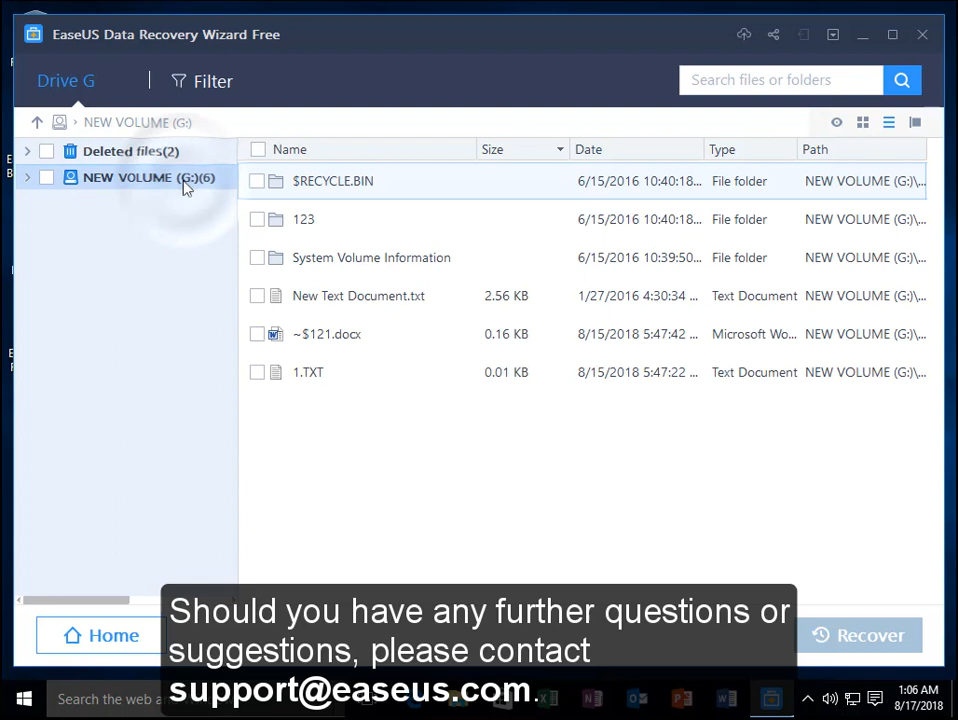 EaseUS Data Recovery Wizard Free
Drive G
Filter
Search files or folders
NEW VOLUME (G:)
Deleted files(2)
NEW VOLUME (G:)(6)
Name Size Date Type Path
$RECYCLE.BIN 6/15/2016 10:40:18... File folder NEW VOLUME (G:)\...
123 6/15/2016 10:40:18... File folder NEW VOLUME (G:)\...
System Volume Information 6/15/2016 10:39:50... File folder NEW VOLUME (G:)\...
New Text Document.txt 2.56 KB 1/27/2016 4:30:34 ... Text Document NEW VOLUME (G:)\...
~$121.docx 0.16 KB 8/15/2018 5:47:42 ... Microsoft Wo... NEW VOLUME (G:)\...
1.TXT 0.01 KB 8/15/2018 5:47:22 ... Text Document NEW VOLUME (G:)\...
Home
Should you have any further questions or
suggestions, please contact
support@easeus.com.
Recover
Search the web an
1:06 AM
8/17/2018